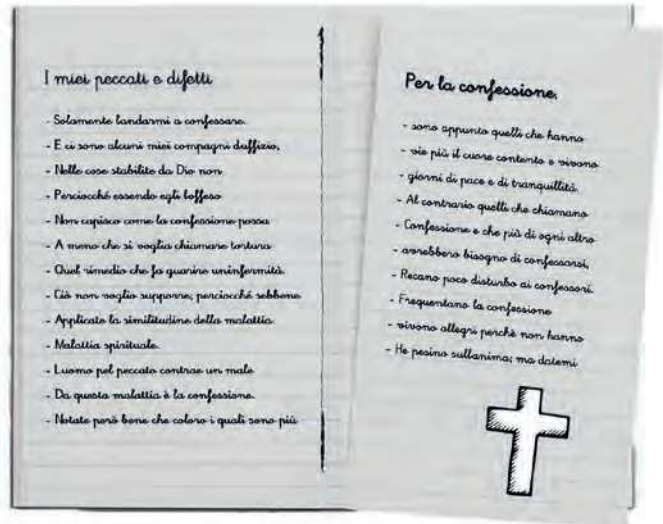 I miei peccati e difetti
- Solamente landarmi a confessare.
- E ci sono alcuni miei compagni duffizio,
- Nelle cose stabilite da Dio non
- Perciocché essendo egli loffeso
- Non capisco come la confessione possa
- A meno che si voglia chiamare tortura
- Quel rimedio che fa guarire uninfermità.
- Ciò non voglio supporre; perciocché sebbene
- Applicate la similitudine della malattia
- Malattia spirituale.
- Luomo pel peccato contrae un male
- Da questa malattia è la confessione.
- Notate però bene che coloro i quali sono più
Per la confessione.
- sono appunto quelli che hanno
- vie più il cuore contento e vivono
- giorni di pace e di tranquillità.
- Al contrario quelli che chiamano
- Confessione e che più di ogni altro
- avrebbero bisogno di confessarsi,
- Recano poco disturbo ai confessori.
- Frequentano la confessione
- vivono allegri perchè non hanno
- He pesino sullanima; ma datemi